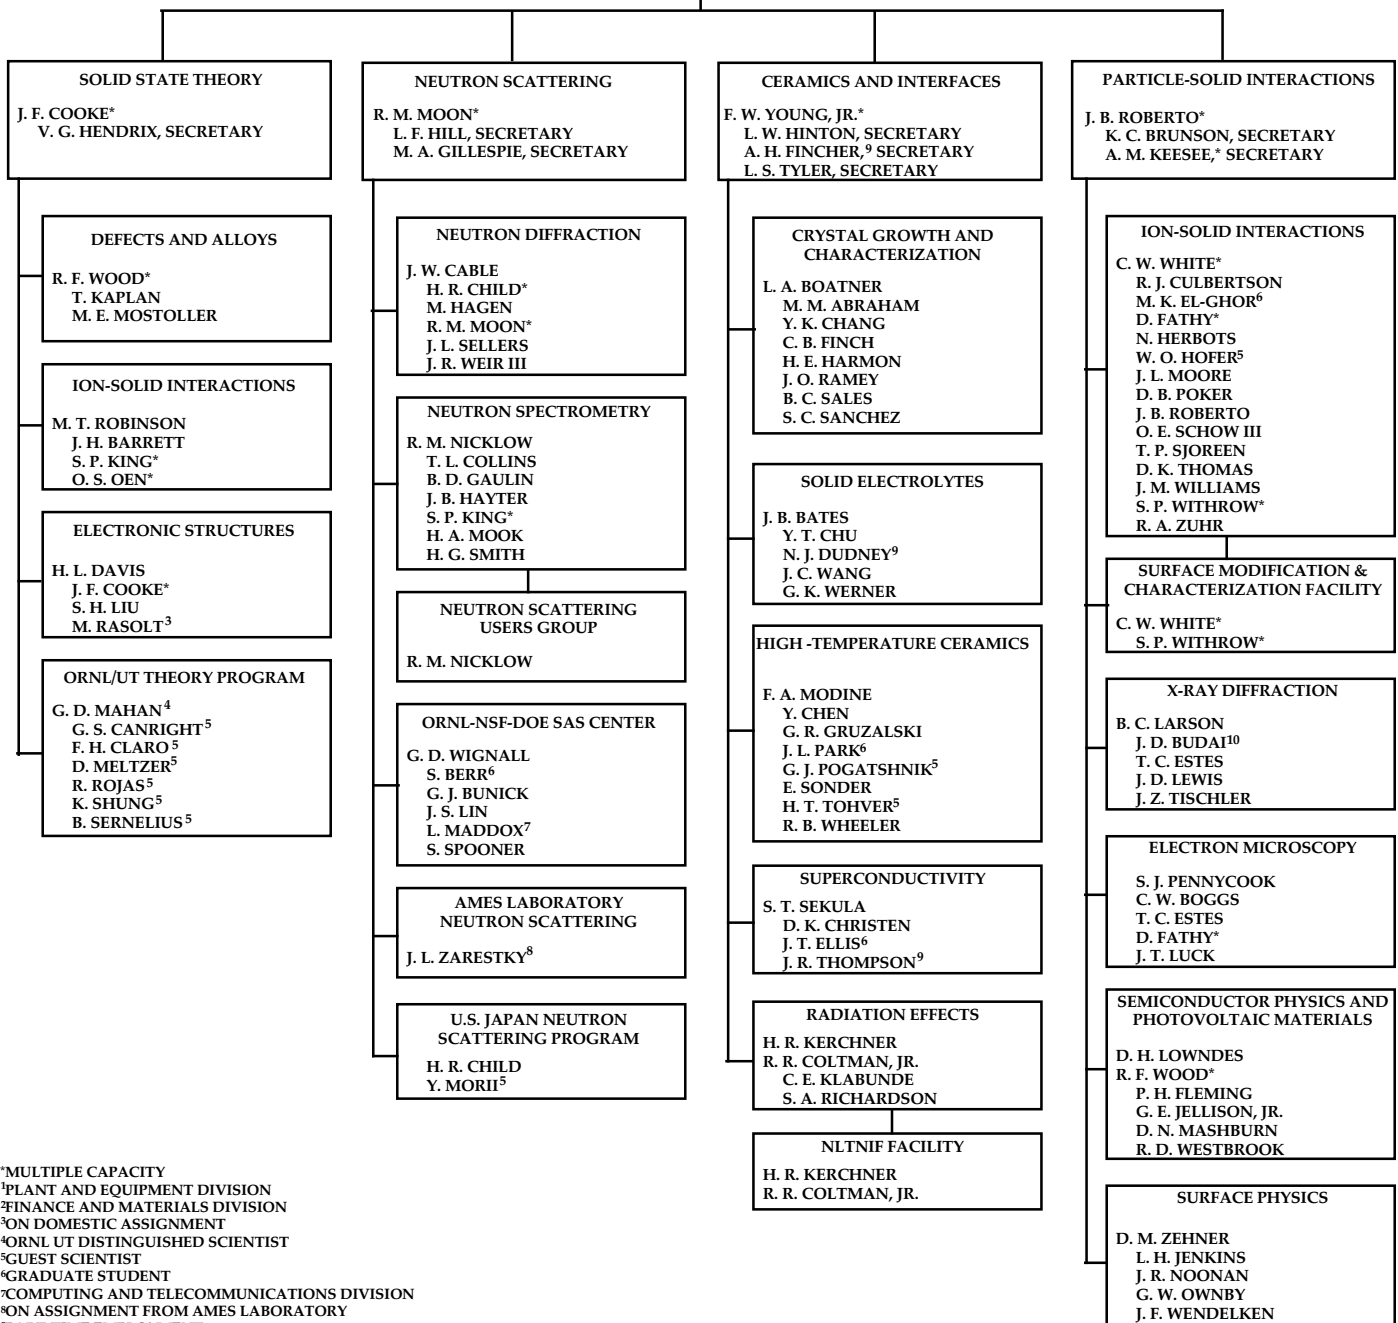 SOLID STATE THEORY
J. F. COOKE*
V. G. HENDRIX, SECRETARY
DEFECTS AND ALLOYS
R. F. WOOD*
T. KAPLAN
M. E. MOSTOLLER
ION-SOLID INTERACTIONS
M. T. ROBINSON
J. H. BARRETT
S. P. KING*
O. S. OEN*
ELECTRONIC STRUCTURES
H. L. DAVIS
J. F. COOKE*
S. H. LIU
M. RASOLT³
ORNL/UT THEORY PROGRAM
G. D. MAHAN⁴
G. S. CANRIGHT⁵
F. H. CLARO⁵
D. MELTZER⁵
R. ROJAS⁵
K. SHUNG⁵
B. SERNELIUS⁵
NEUTRON SCATTERING
R. M. MOON*
L. F. HILL, SECRETARY
M. A. GILLESPIE, SECRETARY
NEUTRON DIFFRACTION
J. W. CABLE
H. R. CHILD*
M. HAGEN
R. M. MOON*
J. L. SELLERS
J. R. WEIR III
NEUTRON SPECTROMETRY
R. M. NICKLOW
T. L. COLLINS
B. D. GAULIN
J. B. HAYTER
S. P. KING*
H. A. MOOK
H. G. SMITH
NEUTRON SCATTERING
USERS GROUP
R. M. NICKLOW
ORNL-NSF-DOE SAS CENTER
G. D. WIGNALL
S. BERR⁶
G. J. BUNICK
J. S. LIN
L. MADDOX⁷
S. SPOONER
AMES LABORATORY
NEUTRON SCATTERING
J. L. ZARESTKY⁸
U.S. JAPAN NEUTRON
SCATTERING PROGRAM
H. R. CHILD
Y. MORII⁵
CERAMICS AND INTERFACES
F. W. YOUNG, JR.*
L. W. HINTON, SECRETARY
A. H. FINCHER,⁹ SECRETARY
L. S. TYLER, SECRETARY
CRYSTAL GROWTH AND
CHARACTERIZATION
L. A. BOATNER
M. M. ABRAHAM
Y. K. CHANG
C. B. FINCH
H. E. HARMON
J. O. RAMEY
B. C. SALES
S. C. SANCHEZ
SOLID ELECTROLYTES
J. B. BATES
Y. T. CHU
N. J. DUDNEY⁹
J. C. WANG
G. K. WERNER
HIGH -TEMPERATURE CERAMICS
F. A. MODINE
Y. CHEN
G. R. GRUZALSKI
J. L. PARK⁶
G. J. POGATSHNIK⁵
E. SONDER
H. T. TOHVER⁵
R. B. WHEELER
SUPERCONDUCTIVITY
S. T. SEKULA
D. K. CHRISTEN
J. T. ELLIS⁶
J. R. THOMPSON⁹
RADIATION EFFECTS
H. R. KERCHNER
R. R. COLTMAN, JR.
C. E. KLABUNDE
S. A. RICHARDSON
NLTNIF FACILITY
H. R. KERCHNER
R. R. COLTMAN, JR.
PARTICLE-SOLID INTERACTIONS
J. B. ROBERTO*
K. C. BRUNSON, SECRETARY
A. M. KEESEE,* SECRETARY
ION-SOLID INTERACTIONS
C. W. WHITE*
R. J. CULBERTSON
M. K. EL-GHOR⁶
D. FATHY*
N. HERBOTS
W. O. HOFER⁵
J. L. MOORE
D. B. POKER
J. B. ROBERTO
O. E. SCHOW III
T. P. SJOREEN
D. K. THOMAS
J. M. WILLIAMS
S. P. WITHROW*
R. A. ZUHR
SURFACE MODIFICATION &
CHARACTERIZATION FACILITY
C. W. WHITE*
S. P. WITHROW*
X-RAY DIFFRACTION
B. C. LARSON
J. D. BUDAI¹⁰
T. C. ESTES
J. D. LEWIS
J. Z. TISCHLER
ELECTRON MICROSCOPY
S. J. PENNYCOOK
C. W. BOGGS
T. C. ESTES
D. FATHY*
J. T. LUCK
SEMICONDUCTOR PHYSICS AND
PHOTOVOLTAIC MATERIALS
D. H. LOWNDES
R. F. WOOD*
P. H. FLEMING
G. E. JELLISON, JR.
D. N. MASHBURN
R. D. WESTBROOK
SURFACE PHYSICS
D. M. ZEHNER
L. H. JENKINS
J. R. NOONAN
G. W. OWNBY
J. F. WENDELKEN
*MULTIPLE CAPACITY
¹PLANT AND EQUIPMENT DIVISION
²FINANCE AND MATERIALS DIVISION
³ON DOMESTIC ASSIGNMENT
⁴ORNL UT DISTINGUISHED SCIENTIST
⁵GUEST SCIENTIST
⁶GRADUATE STUDENT
⁷COMPUTING AND TELECOMMUNICATIONS DIVISION
⁸ON ASSIGNMENT FROM AMES LABORATORY